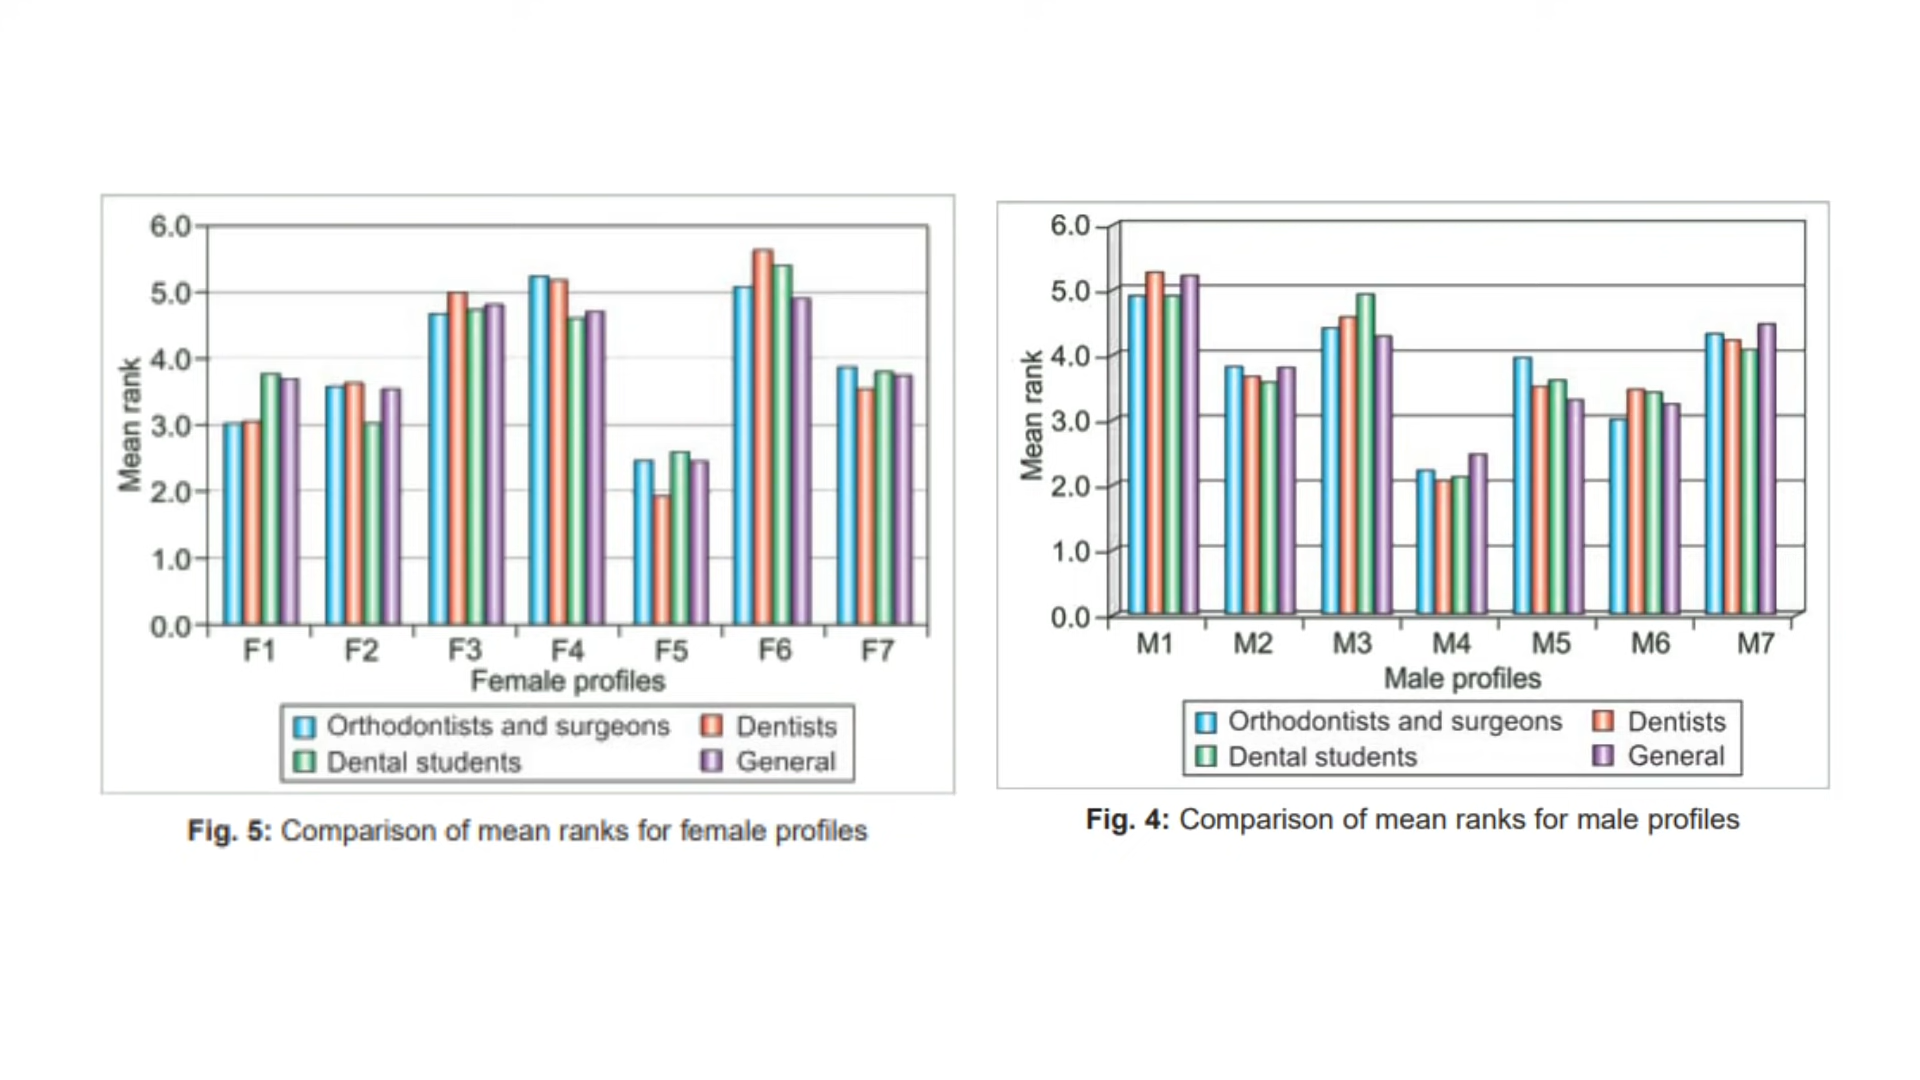 6.0
5.0
4.0
3.0
2.0
1.0
0.0
Mean rank
F1 F2 F3 F4 F5 F6 F7
Female profiles
Orthodontists and surgeons Dentists
Dental students General
Fig. 5: Comparison of mean ranks for female profiles
6.0
5.0
4.0
3.0
2.0
1.0
0.0
Mean rank
M1 M2 M3 M4 M5 M6 M7
Male profiles
Orthodontists and surgeons Dentists
Dental students General
Fig. 4: Comparison of mean ranks for male profiles